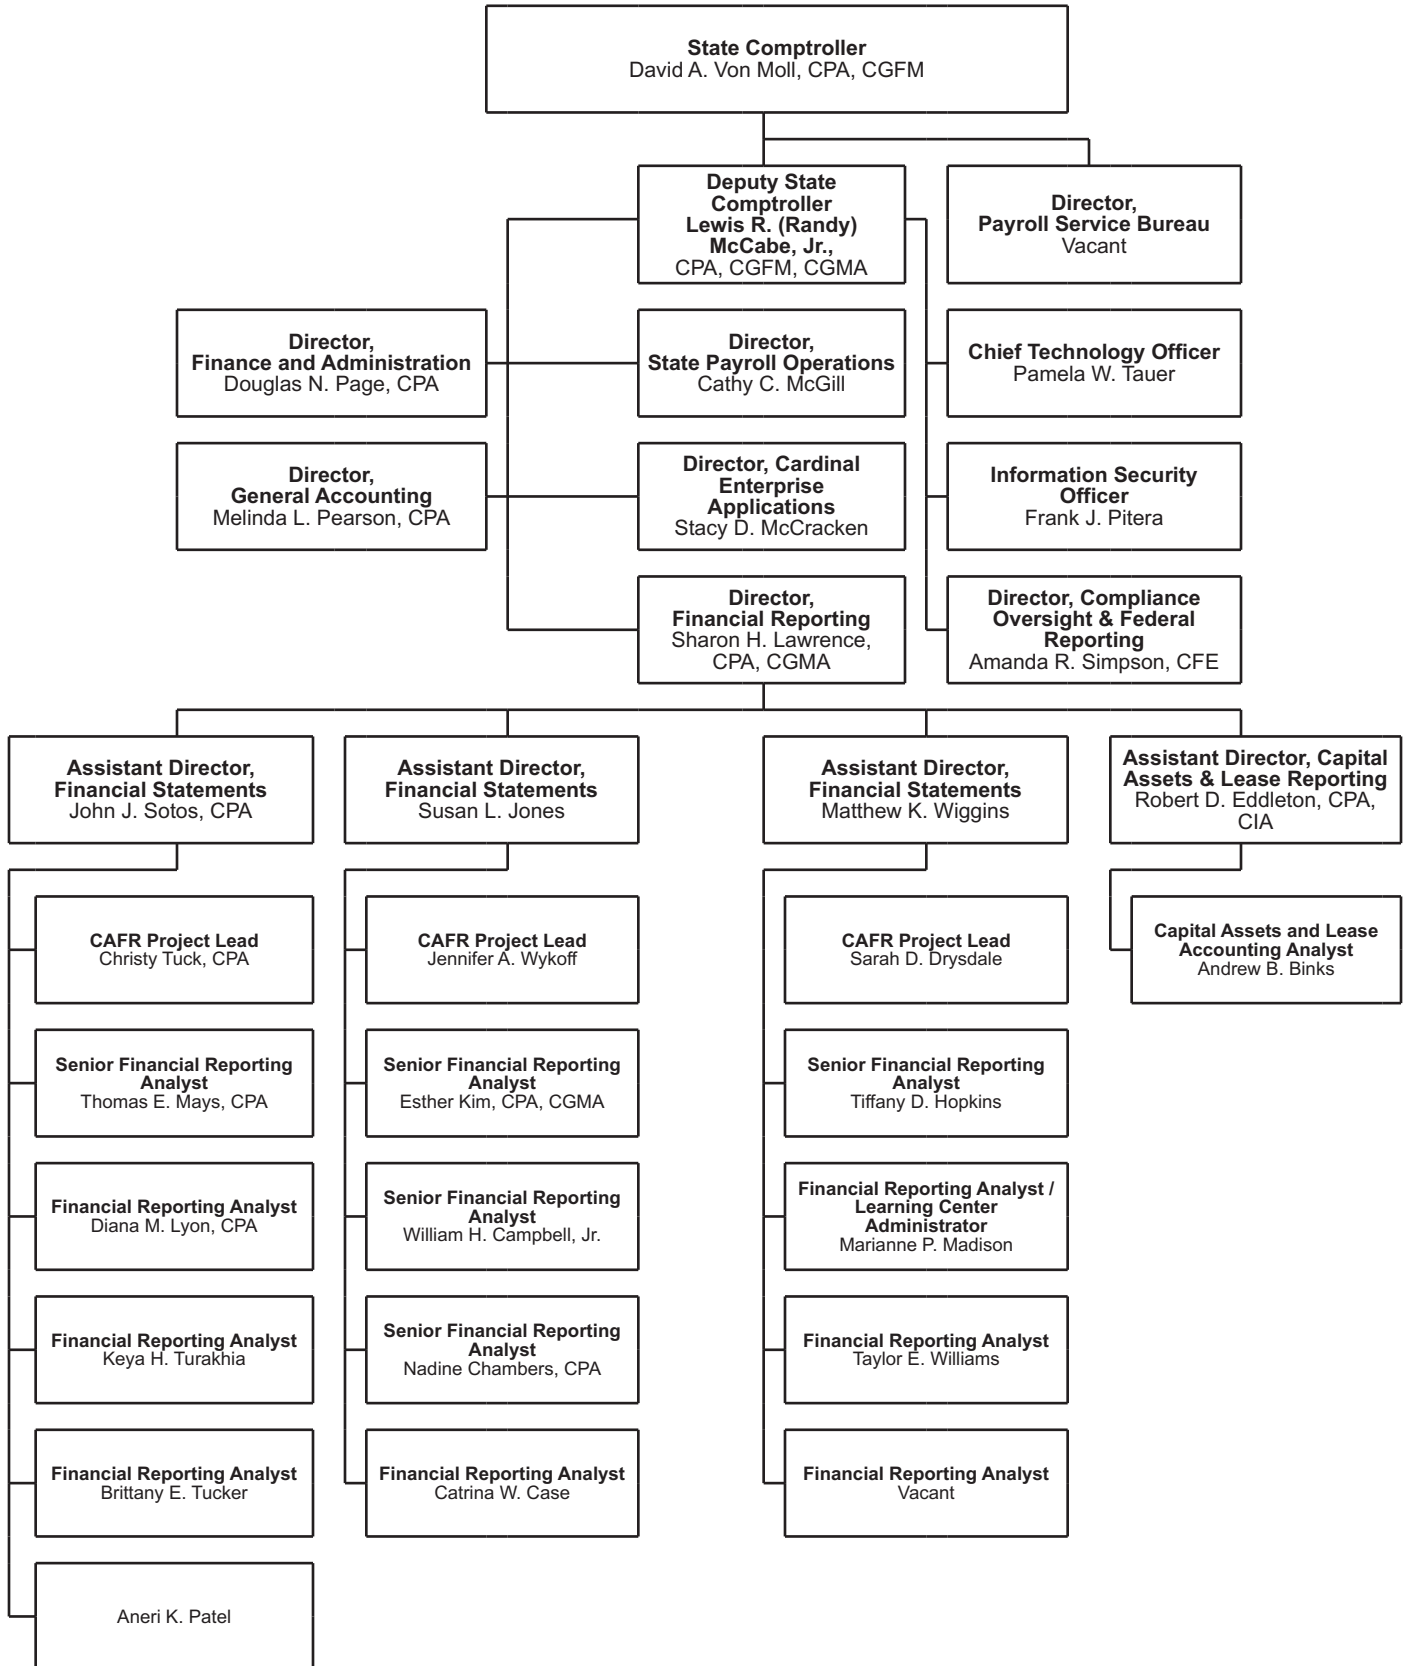 State Comptroller
David A. Von Moll, CPA, CGFM
Deputy State
Comptroller
Lewis R. (Randy)
McCabe, Jr.,
CPA, CGFM, CGMA
Director,
Payroll Service Bureau
Vacant
Director,
Finance and Administration
Douglas N. Page, CPA
Director,
State Payroll Operations
Cathy C. McGill
Chief Technology Officer
Pamela W. Tauer
Director,
General Accounting
Melinda L. Pearson, CPA
Director, Cardinal
Enterprise
Applications
Stacy D. McCracken
Information Security
Officer
Frank J. Pitera
Director,
Financial Reporting
Sharon H. Lawrence,
CPA, CGMA
Director, Compliance
Oversight & Federal
Reporting
Amanda R. Simpson, CFE
Assistant Director,
Financial Statements
John J. Sotos, CPA
Assistant Director,
Financial Statements
Susan L. Jones
Assistant Director,
Financial Statements
Matthew K. Wiggins
Assistant Director, Capital
Assets & Lease Reporting
Robert D. Eddleton, CPA,
CIA
CAFR Project Lead
Christy Tuck, CPA
CAFR Project Lead
Jennifer A. Wykoff
CAFR Project Lead
Sarah D. Drysdale
Capital Assets and Lease
Accounting Analyst
Andrew B. Binks
Senior Financial Reporting
Analyst
Thomas E. Mays, CPA
Senior Financial Reporting
Analyst
Esther Kim, CPA, CGMA
Senior Financial Reporting
Analyst
Tiffany D. Hopkins
Financial Reporting Analyst
Diana M. Lyon, CPA
Senior Financial Reporting
Analyst
William H. Campbell, Jr.
Financial Reporting Analyst /
Learning Center
Administrator
Marianne P. Madison
Financial Reporting Analyst
Keya H. Turakhia
Senior Financial Reporting
Analyst
Nadine Chambers, CPA
Financial Reporting Analyst
Taylor E. Williams
Financial Reporting Analyst
Brittany E. Tucker
Financial Reporting Analyst
Catrina W. Case
Financial Reporting Analyst
Vacant
Aneri K. Patel